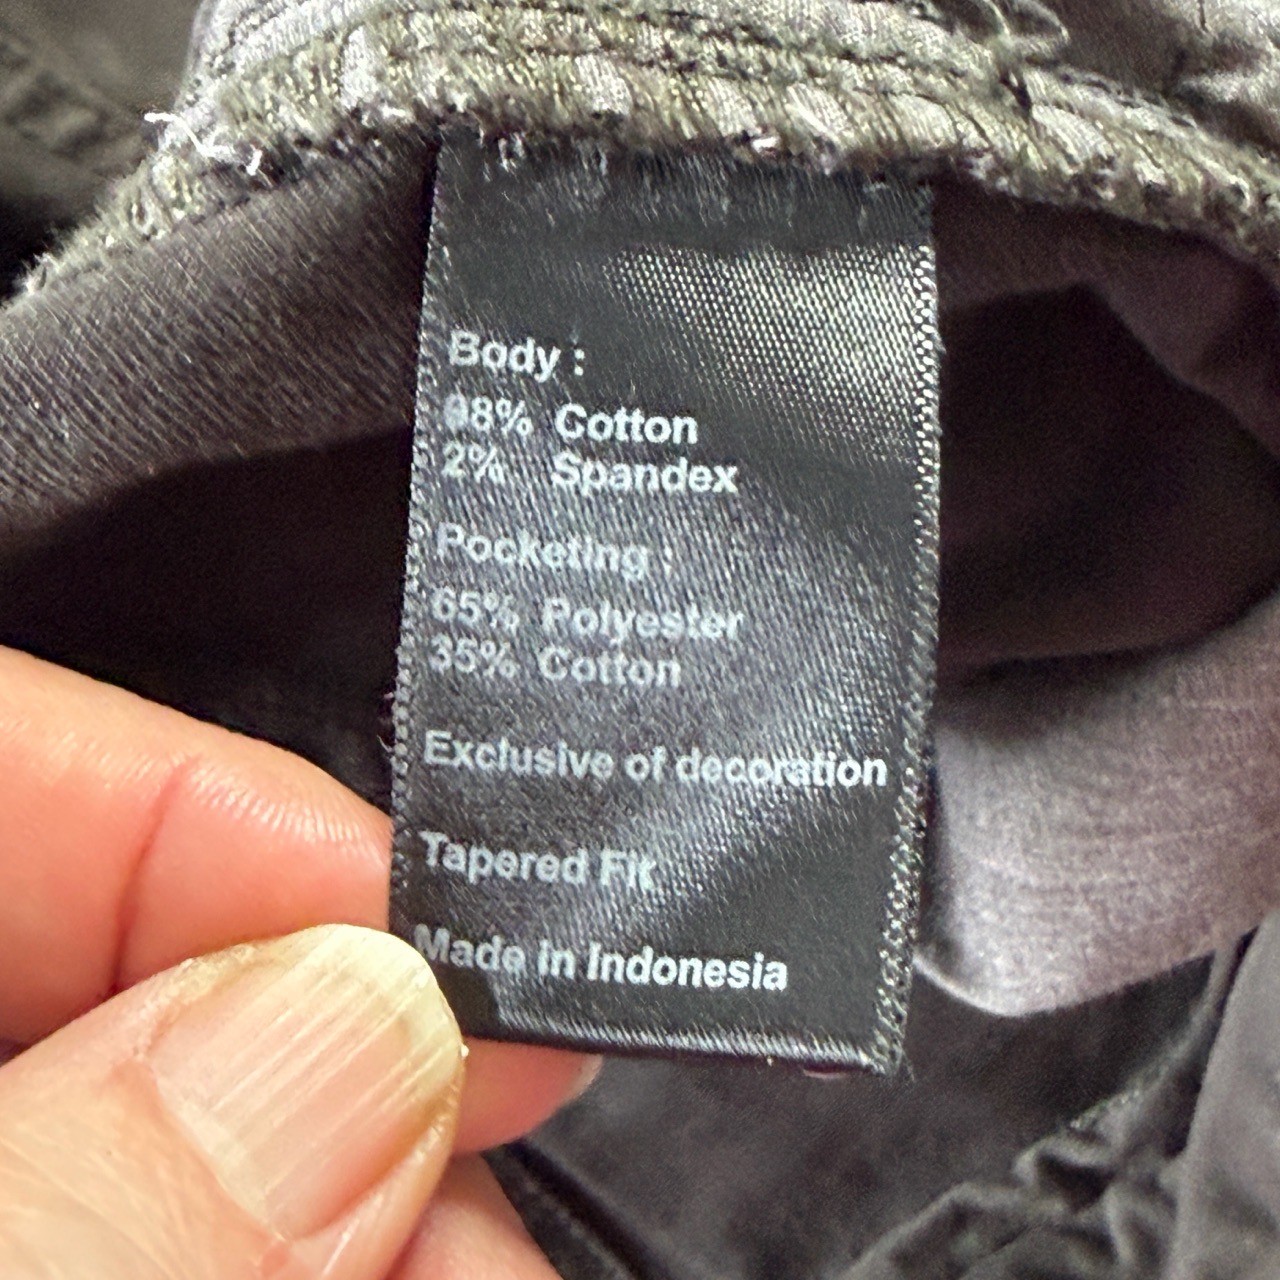 Body :
98% Cotton
2% Spandex
Pocketing :
65% Polyester
35% Cotton
Exclusive of decoration
Tapered Fit
Made in Indonesia